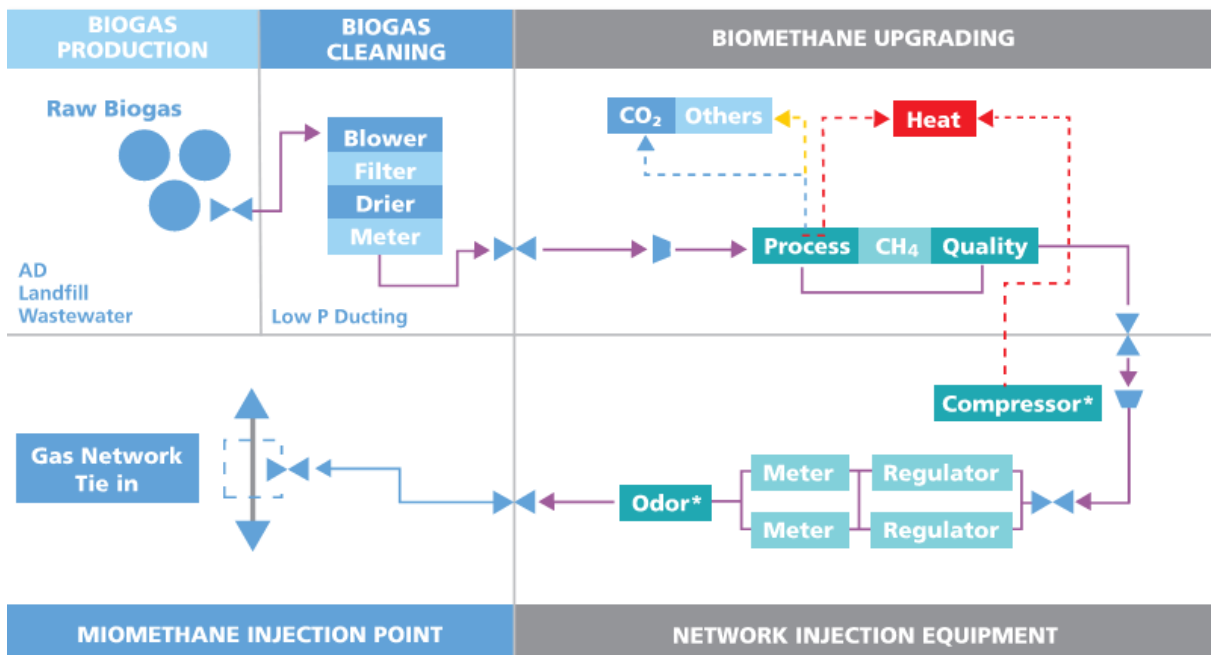 BIOGAS
PRODUCTION
BIOGAS
CLEANING
BIOMETHANE UPGRADING
Raw Biogas
Blower
Filter
Drier
Meter
AD
Landfill
Wastewater
Low P Ducting
CO₂ Others
Heat
Process CH₄ Quality
Compressor*
Gas Network
Tie in
Odor*
Meter Regulator
Meter Regulator
MIOMETHANE INJECTION POINT
NETWORK INJECTION EQUIPMENT